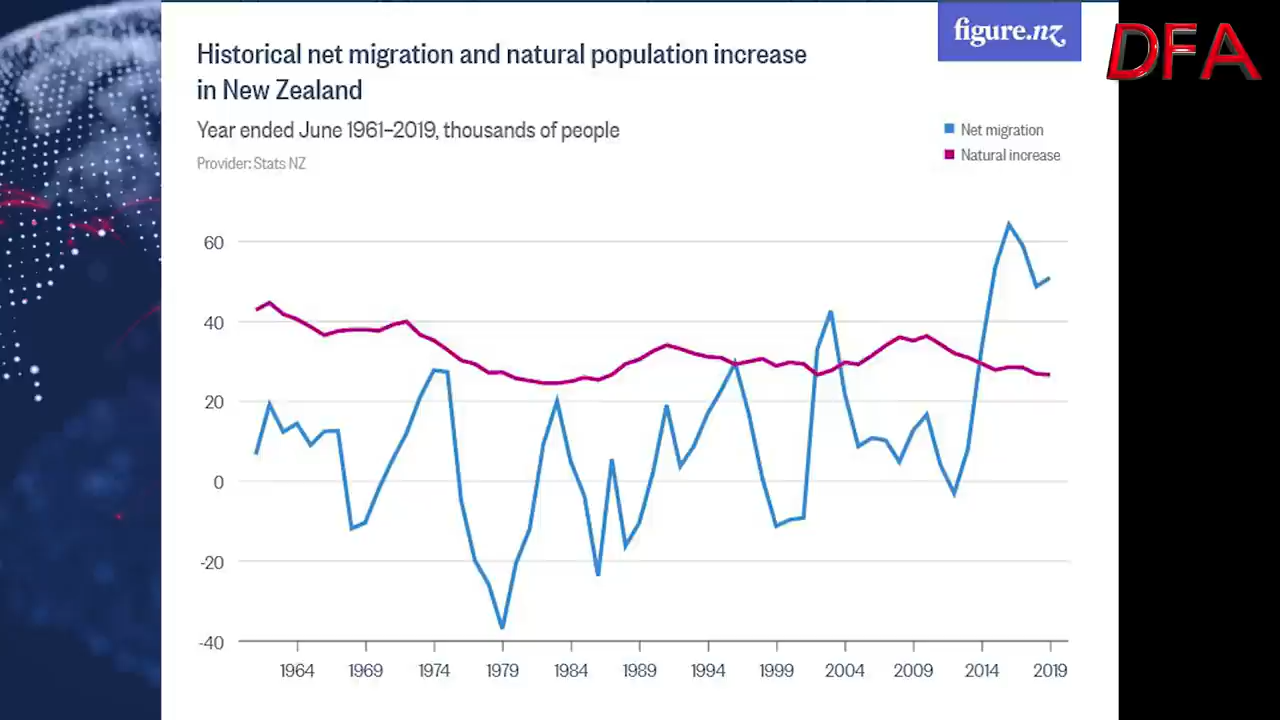 figure.nz
DFA
Historical net migration and natural population increase
in New Zealand
Year ended June 1961–2019, thousands of people
Provider: Stats NZ
Net migration
Natural increase
60
40
20
0
-20
-40
1964 1969 1974 1979 1984 1989 1994 1999 2004 2009 2014 2019